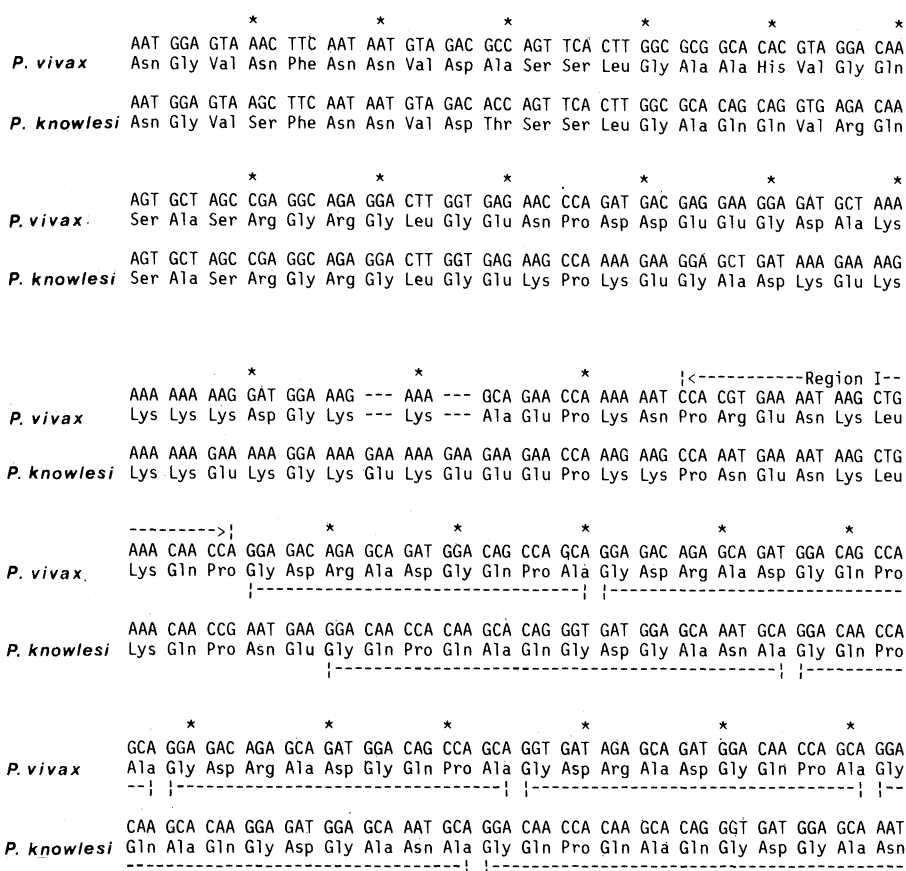 * * * * * *
AAT GGA GTA AAC TTC AAT AAT GTA GAC GCC AGT TCA CTT GGC GCG GCA CAC GTA GGA CAA
P. vivax Asn Gly Val Asn Phe Asn Asn Val Asp Ala Ser Ser Leu Gly Ala Ala His Val Gly Gln
AAT GGA GTA AGC TTC AAT AAT GTA GAC ACC AGT TCA CTT GGC GCA CAG CAG GTG AGA CAA
P. knowlesi Asn Gly Val Ser Phe Asn Asn Val Asp Thr Ser Ser Leu Gly Ala Gln Gln Val Arg Gln
* * * * * *
AGT GCT AGC CGA GGC AGA GGA CTT GGT GAG AAC CCA GAT GAC GAG GAA GGA GAT GCT AAA
P. vivax Ser Ala Ser Arg Gly Arg Gly Leu Gly Glu Asn Pro Asp Asp Glu Glu Gly Asp Ala Lys
AGT GCT AGC CGA GGC AGA GGA CTT GGT GAG AAG CCA AAA GAA GGA GCT GAT AAA GAA AAG
P. knowlesi Ser Ala Ser Arg Gly Arg Gly Leu Gly Glu Lys Pro Lys Glu Gly Ala Asp Lys Glu Lys
* * * ¦<-----------Region I--
AAA AAA AAG GAT GGA AAG --- AAA --- GCA GAA CCA AAA AAT CCA CGT GAA AAT AAG CTG
P. vivax Lys Lys Lys Asp Gly Lys --- Lys --- Ala Glu Pro Lys Asn Pro Arg Glu Asn Lys Leu
AAA AAA GAA AAA GGA AAA GAA AAA GAA GAA GAA CCA AAG AAG CCA AAT GAA AAT AAG CTG
P. knowlesi Lys Lys Glu Lys Gly Lys Glu Lys Glu Glu Glu Pro Lys Lys Pro Asn Glu Asn Lys Leu
--------->¦ * * * * *
AAA CAA CCA GGA GAC AGA GCA GAT GGA CAG CCA GCA GGA GAC AGA GCA GAT GGA CAG CCA
P. vivax Lys Gln Pro Gly Asp Arg Ala Asp Gly Gln Pro Ala Gly Asp Arg Ala Asp Gly Gln Pro
AAA CAA CCG AAT GAA GGA CAA CCA CAA GCA CAG GGT GAT GGA GCA AAT GCA GGA CAA CCA
P. knowlesi Lys Gln Pro Asn Glu Gly Gln Pro Gln Ala Gln Gly Asp Gly Ala Asn Ala Gly Gln Pro
* * * * * *
GCA GGA GAC AGA GCA GAT GGA CAG CCA GCA GGT GAT AGA GCA GAT GGA CAA CCA GCA GGA
P. vivax Ala Gly Asp Arg Ala Asp Gly Gln Pro Ala Gly Asp Arg Ala Asp Gly Gln Pro Ala Gly
CAA GCA CAA GGA GAT GGA GCA AAT GCA GGA CAA CCA CAA GCA CAG GGT GAT GGA GCA AAT
P. knowlesi Gln Ala Gln Gly Asp Gly Ala Asn Ala Gly Gln Pro Gln Ala Gln Gly Asp Gly Ala Asn